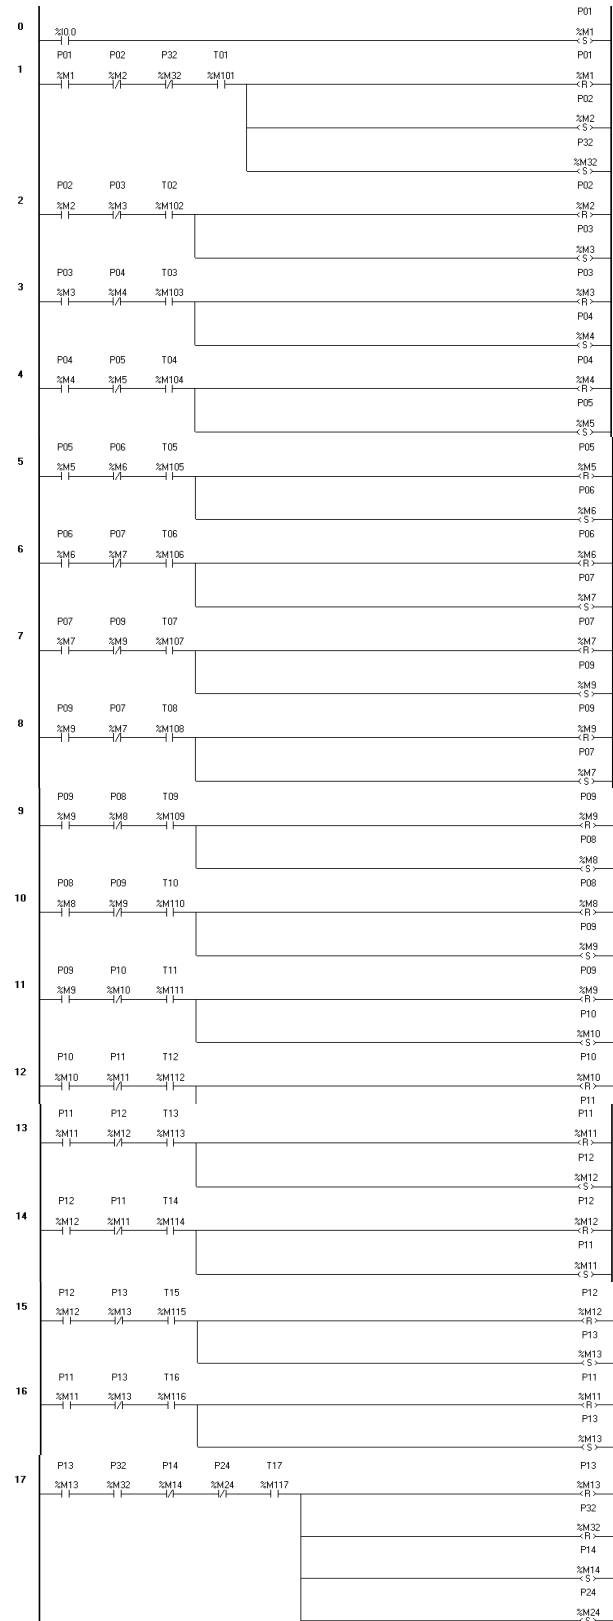 P01
0 %I0.0 %M1
S
P01 P02 P32 T01 P01
1 %M1 %M2 %M32 %M101 %M1
R
P02
%M2
S
P32
%M32
S
P02 P03 T02 P02
2 %M2 %M3 %M102 %M2
R
P03
%M3
S
P03 P04 T03 P03
3 %M3 %M4 %M103 %M3
R
P04
%M4
S
P04 P05 T04 P04
4 %M4 %M5 %M104 %M4
R
P05
%M5
S
P05 P06 T05 P05
5 %M5 %M6 %M105 %M5
R
P06
%M6
S
P06 P07 T06 P06
6 %M6 %M7 %M106 %M6
R
P07
%M7
S
P07 P09 T07 P07
7 %M7 %M9 %M107 %M7
R
P09
%M9
S
P09 P07 T08 P09
8 %M9 %M7 %M108 %M9
R
P07
%M7
S
P09 P08 T09 P09
9 %M9 %M8 %M109 %M9
R
P08
%M8
S
P08 P09 T10 P08
10 %M8 %M9 %M110 %M8
R
P09
%M9
S
P09 P10 T11 P09
11 %M9 %M10 %M111 %M9
R
P10
%M10
S
P10 P11 T12 P10
12 %M10 %M11 %M112 %M10
R
P11
P11 P12 T13 P11
13 %M11 %M12 %M113 %M11
R
P12
%M12
S
P12 P11 T14 P12
14 %M12 %M11 %M114 %M12
R
P11
%M11
S
P12 P13 T15 P12
15 %M12 %M13 %M115 %M12
R
P13
%M13
S
P11 P13 T16 P11
16 %M11 %M13 %M116 %M11
R
P13
%M13
S
P13 P32 P14 P24 T17 P13
17 %M13 %M32 %M14 %M24 %M117 %M13
R
P32
%M32
R
P14
%M14
S
P24
%M24
S